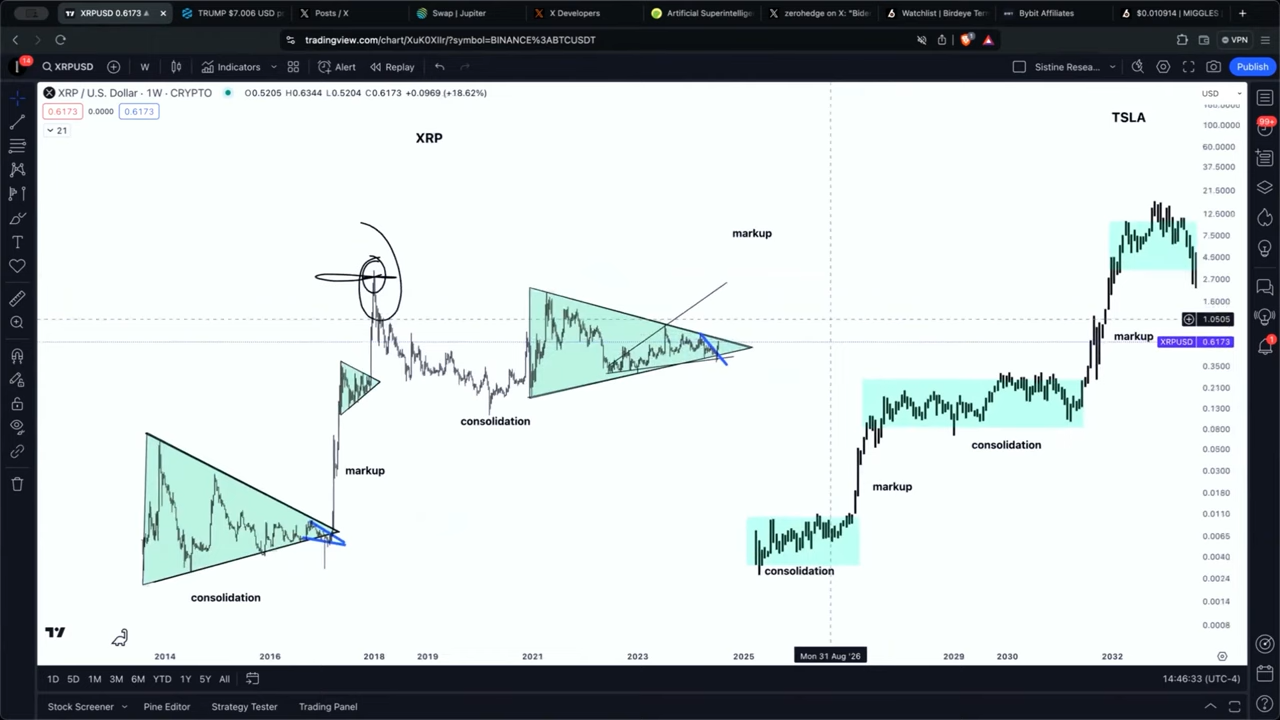 XRPUSD 0.6173
TRUMP $7.006 USD p
Posts / X
Swap | Jupiter
X Developers
Artificial Superintellige
zerohedge on X: "Bide
Watchlist | Birdeye Ter
Bybit Affiliates
$0.010914 | MIGGLES
tradingview.com/chart/XuK0XlIr/?symbol=BINANCE%3ABTCUSDT
VPN
14
XRPUSD
W
Indicators
Alert
Replay
Sistine Resea...
Publish
XRP / U.S. Dollar · 1W · CRYPTO
O0.5205 H0.6344 L0.5204 C0.6173 +0.0969 (+18.62%)
USD
0.6173 0.0000 0.6173
21
XRP
TSLA
100.0000
99+
60.0000
37.5000
21.5000
12.5000
markup
7.5000
4.5000
2.7000
1.6000
1.0505
markup
XRPUSD 0.6173
1
0.3500
0.2100
0.1300
consolidation
0.0800
consolidation
0.0500
markup
0.0300
markup
0.0180
0.0110
0.0065
0.0040
consolidation
0.0024
consolidation
0.0014
0.0008
2014 2016 2018 2019 2021 2023 2025 Mon 31 Aug '26 2029 2030 2032
1D 5D 1M 3M 6M YTD 1Y 5Y All
14:46:33 (UTC-4)
Stock Screener Pine Editor Strategy Tester Trading Panel